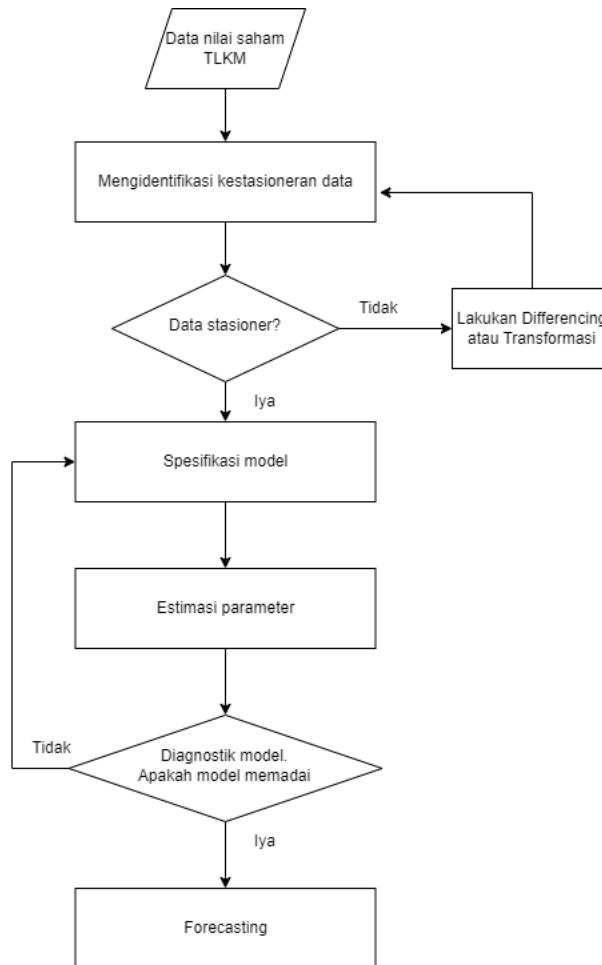 Data nilai saham
TLKM
Mengidentifikasi kestasioneran data
Data stasioner?
Tidak
Lakukan Differencing
atau Transformasi
Iya
Spesifikasi model
Estimasi parameter
Tidak
Diagnostik model.
Apakah model memadai
Iya
Forecasting